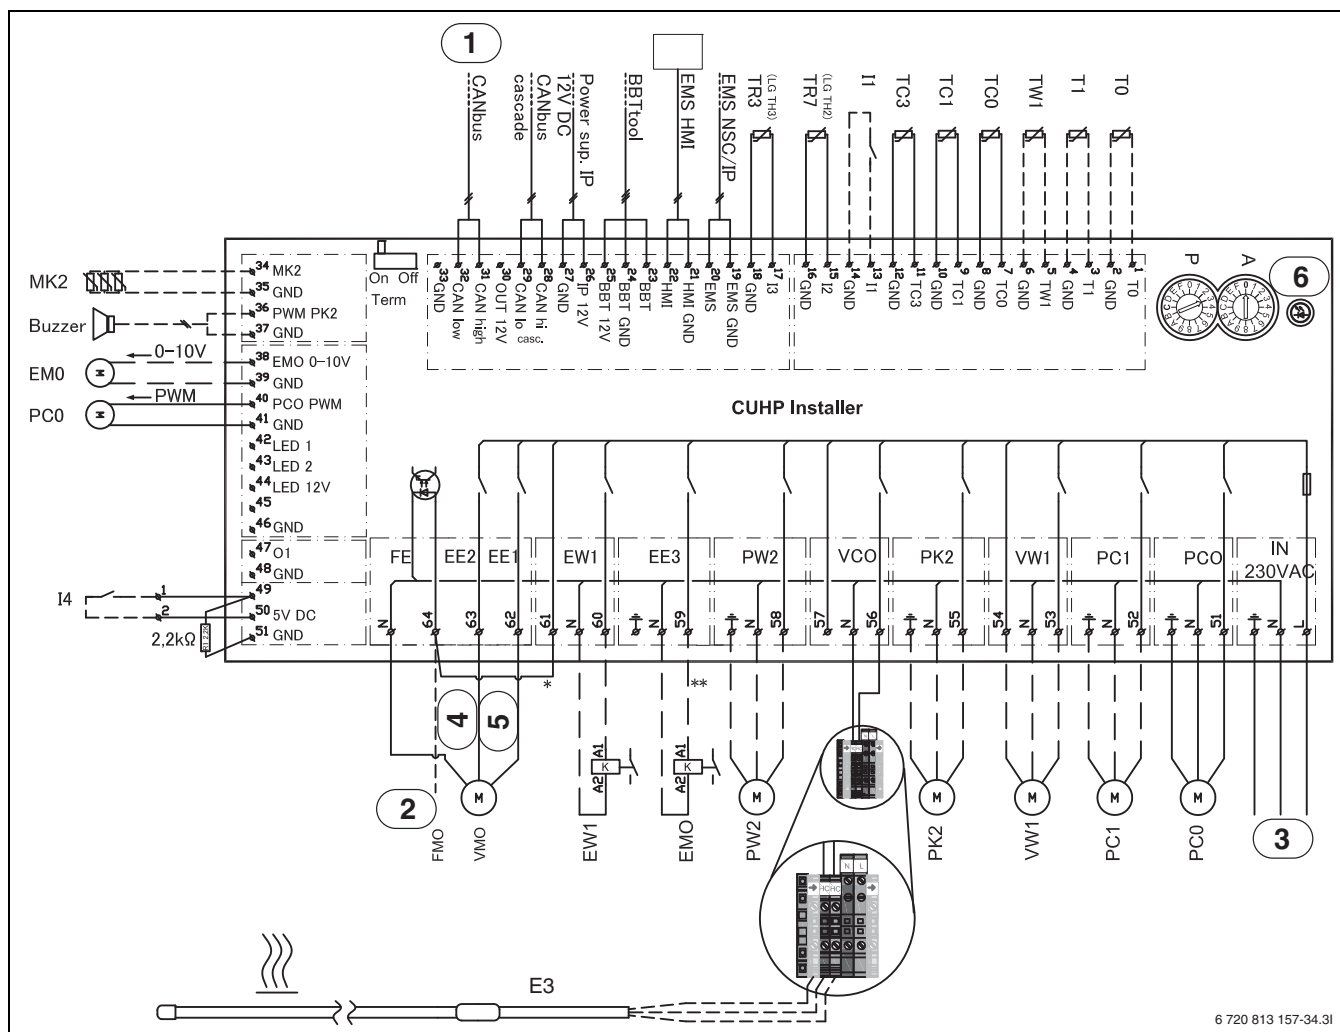 1
CANbus
CANbus
cascade
Power sup. IP
12V DC
BBTtool
EMS HMI
EMS NSC/IP
TR3
(LG TH3)
TR7
(LG TH2)
I1
TC3
TC1
TC0
TW1
T1
T0
33 GND
32 CAN low
31 CAN high
30 OUT 12V
29 CAN lo
28 CAN hi
casc.
27 GND
26 IP 12V
25 BBT 12V
24 BBT GND
23 BBT
22 HMI
21 HMI GND
20 EMS
19 EMS GND
18 GND
17 I3
16 GND
15 I2
14 GND
13 I1
12 GND
11 TC3
10 GND
9 TC1
8 GND
7 TC0
6 GND
5 TW1
4 GND
3 T1
2 GND
1 T0
P
A
6
On Off
Term
MK2
34 MK2
35 GND
Buzzer
36 PWM PK2
37 GND
0-10V
EM0
M
38 EMO 0-10V
39 GND
PWM
PC0
M
40 PCO PWM
41 GND
42 LED 1
43 LED 2
44 LED 12V
45
46 GND
47 O1
48 GND
I4
1
49
2
50 5V DC
2,2kΩ
51 GND
CUHP Installer
FE
EE2
EE1
EW1
EE3
PW2
VCO
PK2
VW1
PC1
PCO
IN
230VAC
N
64
63
62
61
N
60
N
59
N
58
57
N
56
N
55
54
N
53
N
52
N
51
N
L
*
**
4
5
2
3
A1
K
A2
A1
K
A2
M
M
M
M
M
M
FMO
VMO
EW1
EMO
PW2
PK2
VW1
PC1
PC0
N L
HC HC
E3
6 720 813 157-34.3I